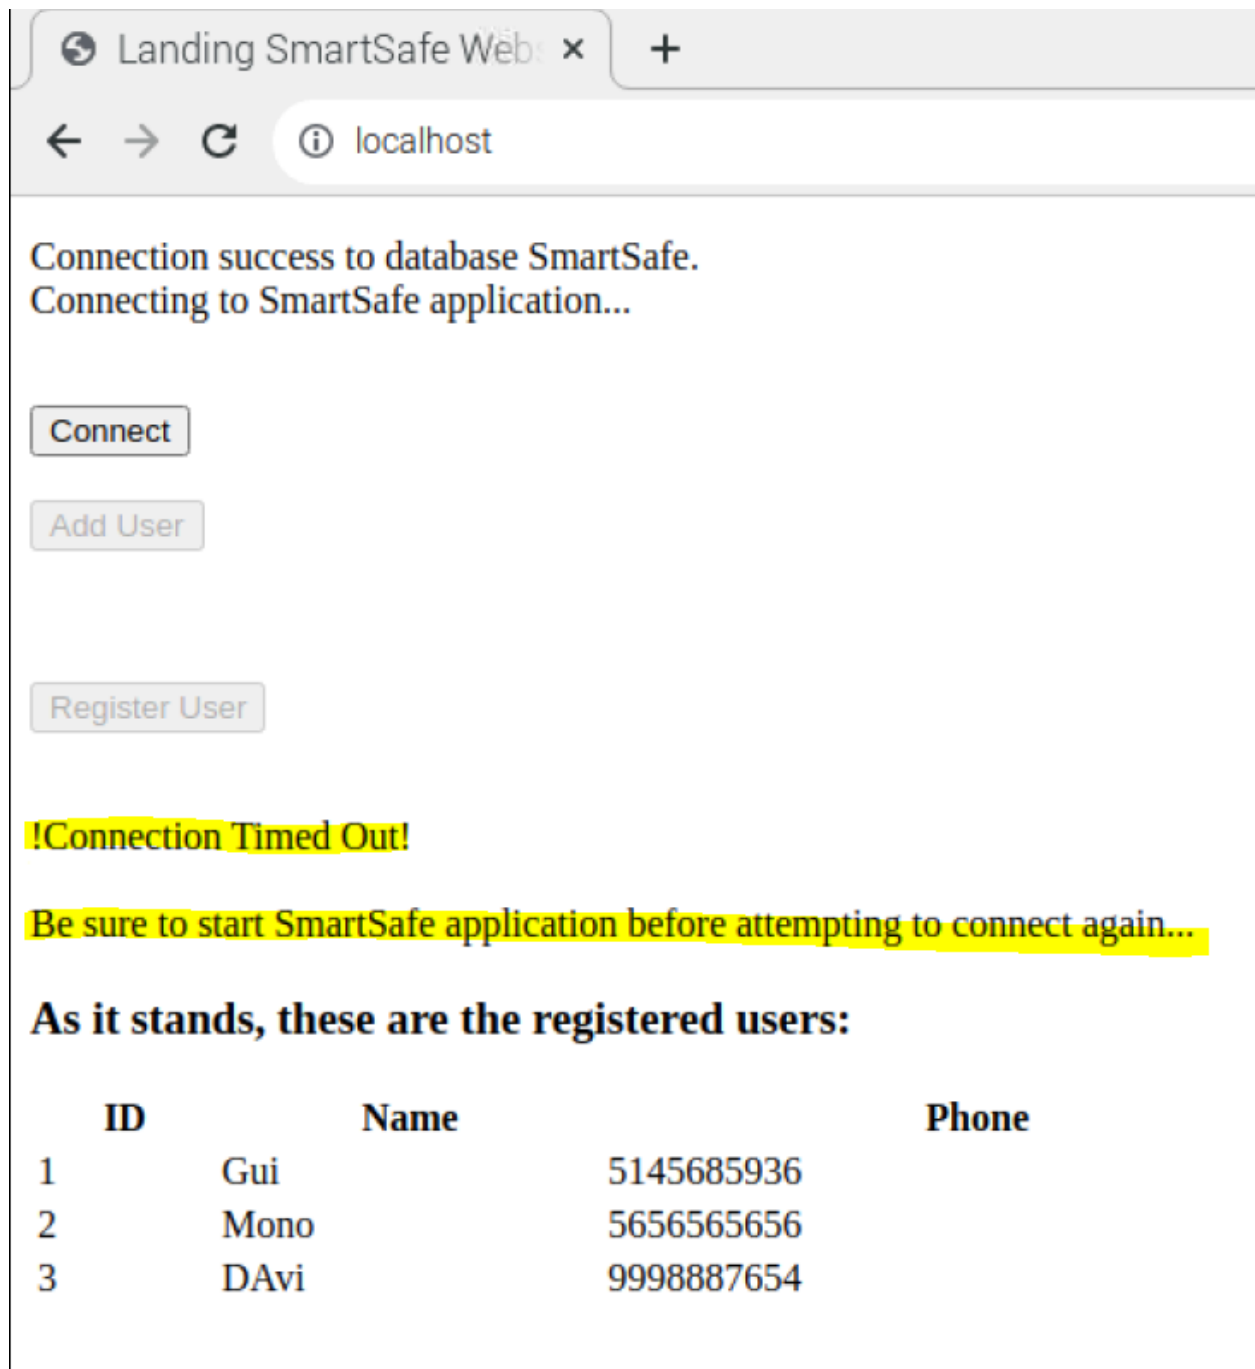 Landing SmartSafe Webs
localhost
Connection success to database SmartSafe.
Connecting to SmartSafe application...
Connect
Add User
Register User
!Connection Timed Out!
Be sure to start SmartSafe application before attempting to connect again...
As it stands, these are the registered users:
ID Name Phone
1 Gui 5145685936
2 Mono 5656565656
3 DAvi 9998887654